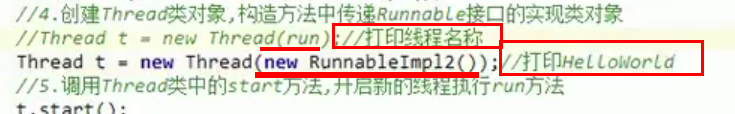 //4.创建Thread类对象,构造方法中传递Runnable接口的实现类对象
//Thread t = new Thread(run);//打印线程名称
Thread t = new Thread(new RunnableImpl2());//打印HelloWorld
//5.调用Thread类中的start方法,开启新的线程执行run方法
t.start();